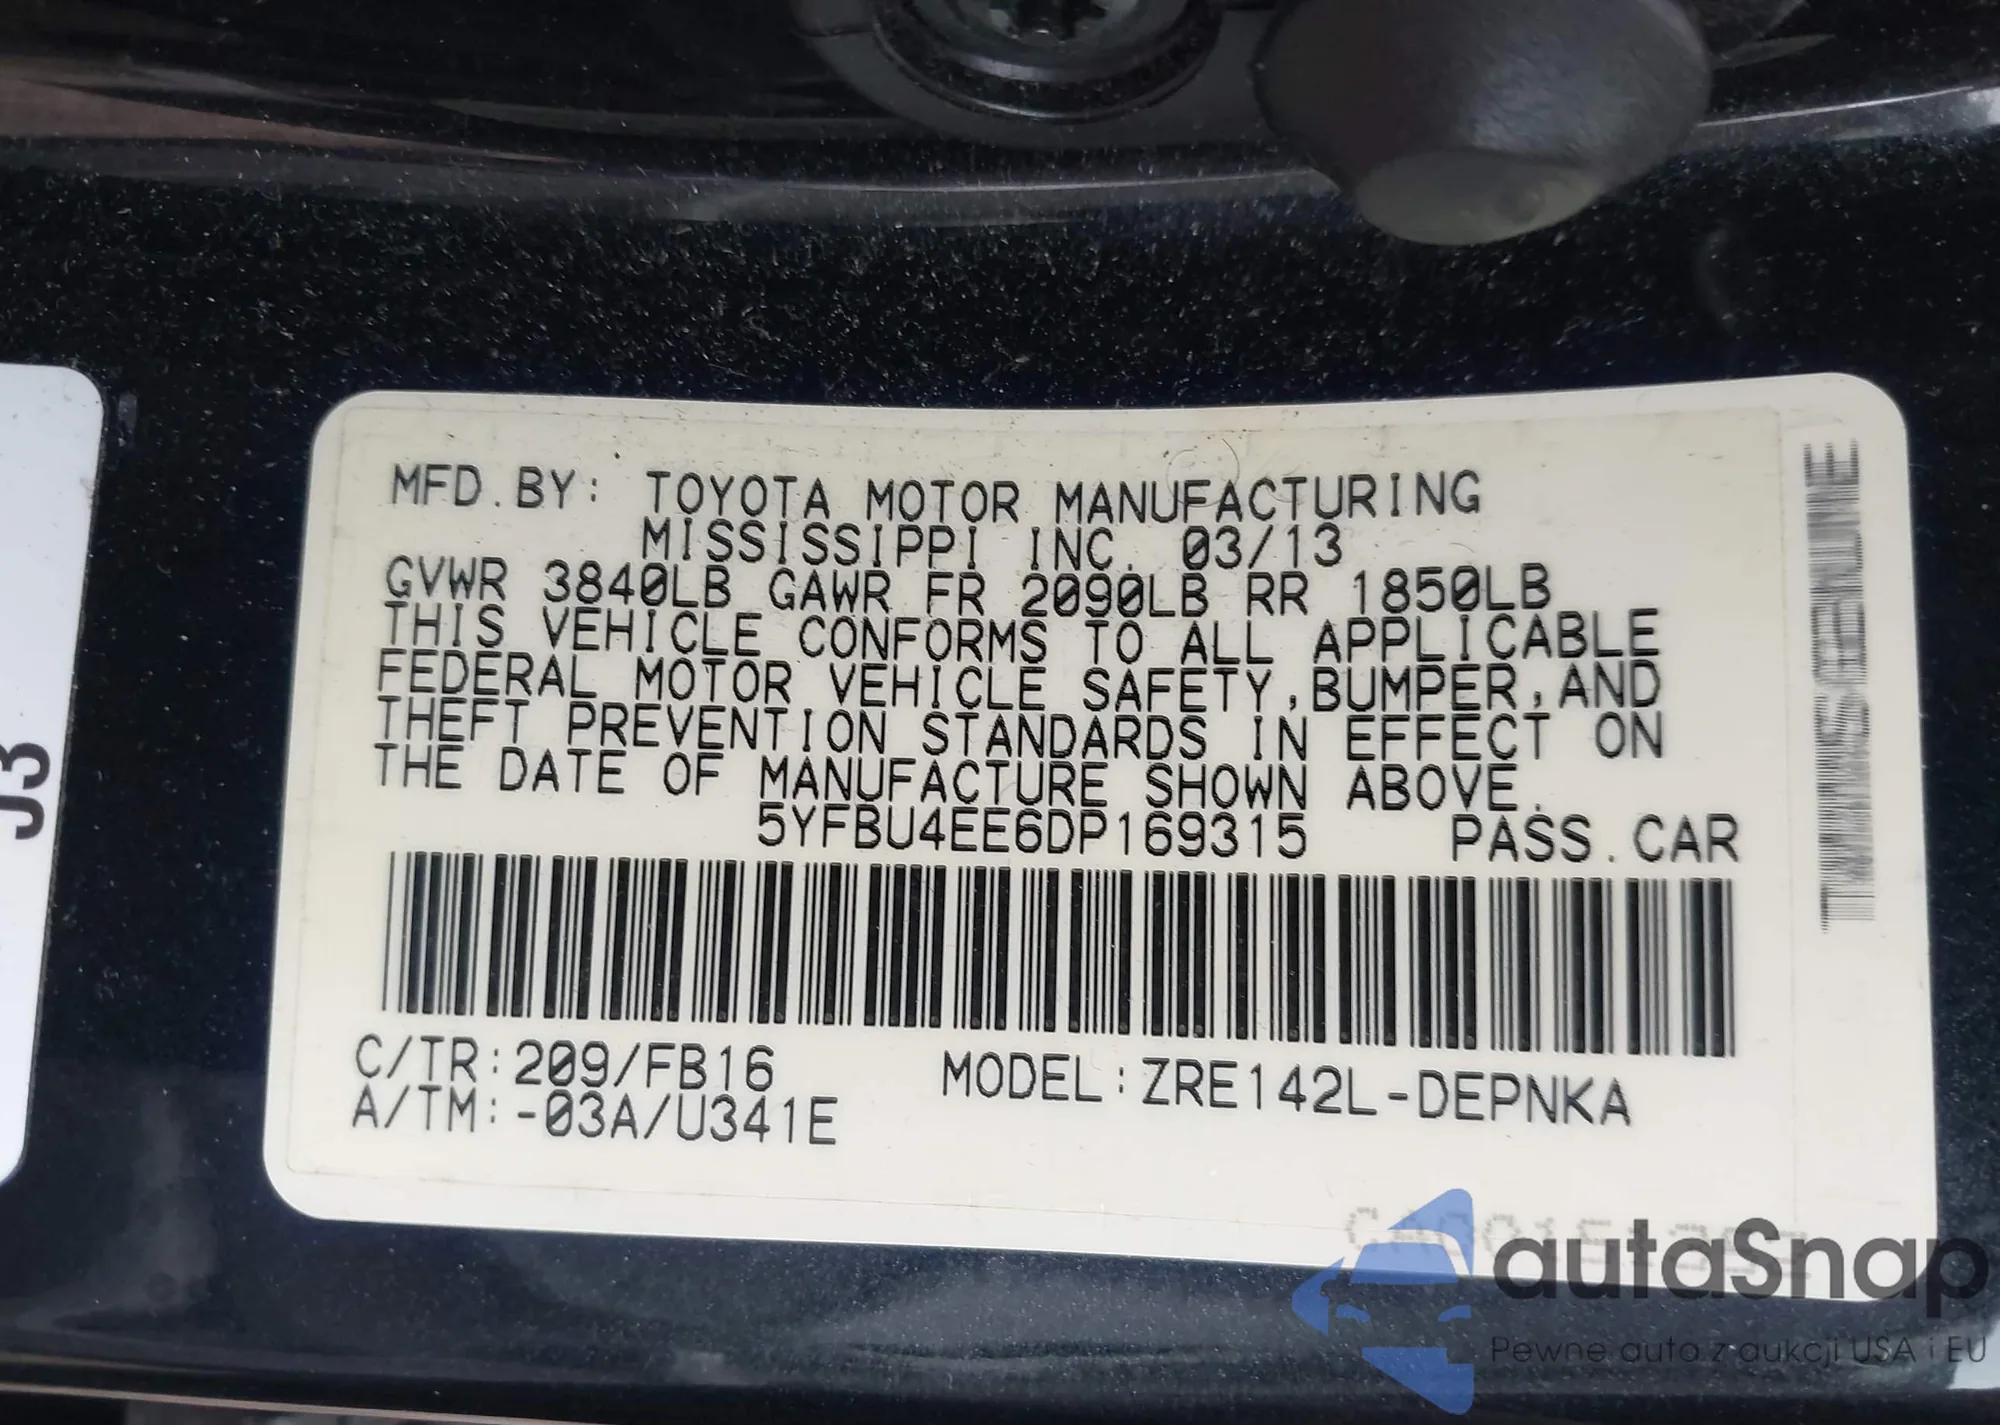 J3
MFD.BY: TOYOTA MOTOR MANUFACTURING
MISSISSIPPI INC. 03/13
GVWR 3840LB GAWR FR 2090LB RR 1850LB
THIS VEHICLE CONFORMS TO ALL APPLICABLE
FEDERAL MOTOR VEHICLE SAFETY,BUMPER,AND
THEFT PREVENTION STANDARDS IN EFFECT ON
THE DATE OF MANUFACTURE SHOWN ABOVE.
5YFBU4EE6DP169315 PASS.CAR
C/TR:209/FB16 MODEL:ZRE142L-DEPNKA
A/TM:-03A/U341E
autaSnap
Pewne auta z aukcji USA i EU